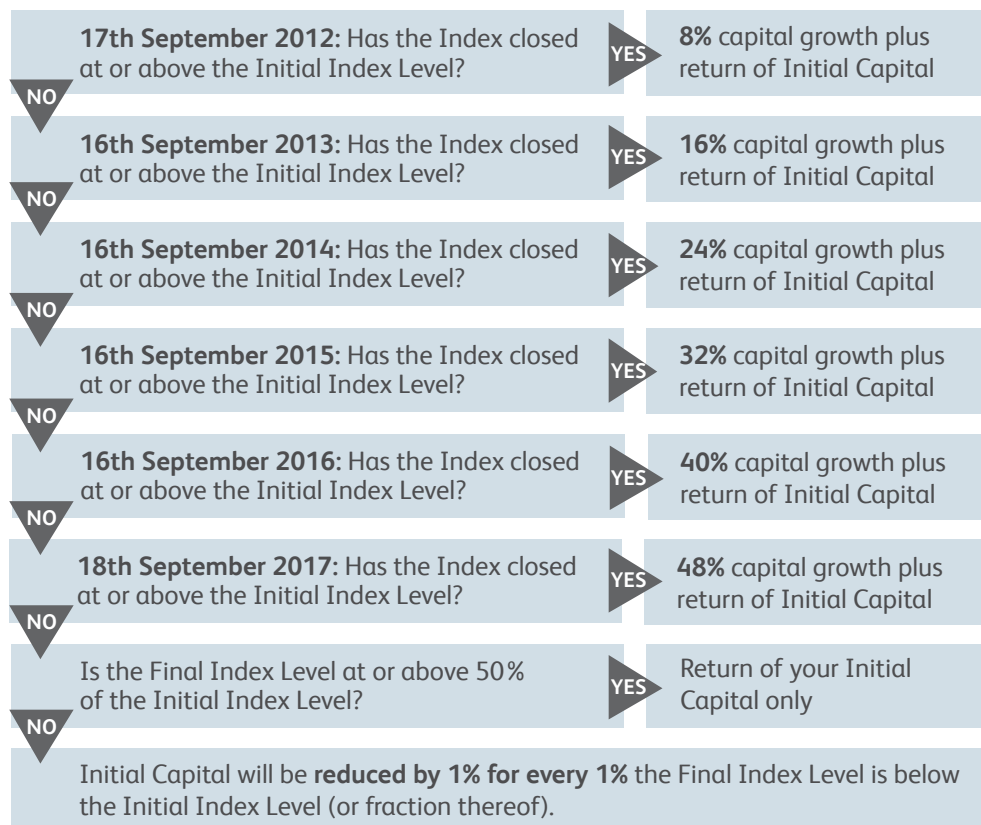 17th September 2012: Has the Index closed
at or above the Initial Index Level?
YES
8% capital growth plus
return of Initial Capital
NO
16th September 2013: Has the Index closed
at or above the Initial Index Level?
YES
16% capital growth plus
return of Initial Capital
NO
16th September 2014: Has the Index closed
at or above the Initial Index Level?
YES
24% capital growth plus
return of Initial Capital
NO
16th September 2015: Has the Index closed
at or above the Initial Index Level?
YES
32% capital growth plus
return of Initial Capital
NO
16th September 2016: Has the Index closed
at or above the Initial Index Level?
YES
40% capital growth plus
return of Initial Capital
NO
18th September 2017: Has the Index closed
at or above the Initial Index Level?
YES
48% capital growth plus
return of Initial Capital
NO
Is the Final Index Level at or above 50%
of the Initial Index Level?
YES
Return of your Initial
Capital only
NO
Initial Capital will be reduced by 1% for every 1% the Final Index Level is below
the Initial Index Level (or fraction thereof).